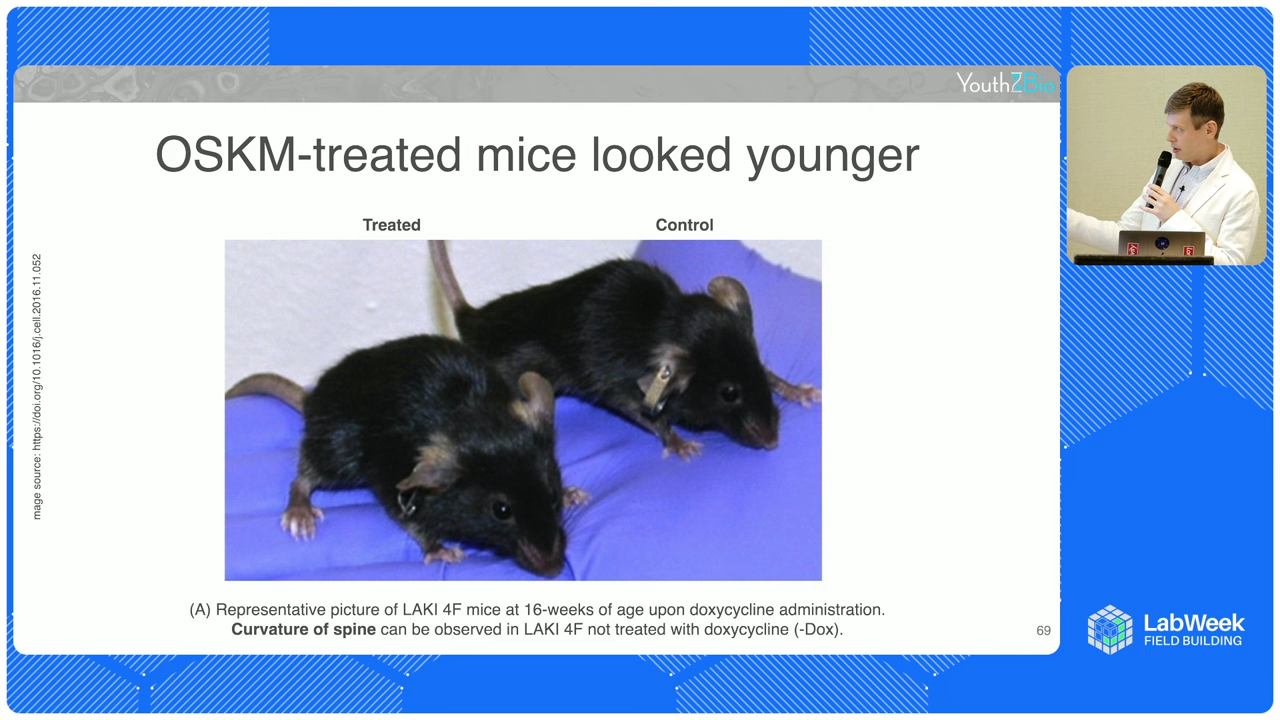 YouthZBio
OSKM-treated mice looked younger
Treated
Control
mage source: https://doi.org/10.1016/j.cell.2016.11.052
(A) Representative picture of LAKI 4F mice at 16-weeks of age upon doxycycline administration.
Curvature of spine can be observed in LAKI 4F not treated with doxycycline (-Dox).
69
LabWeek
FIELD BUILDING